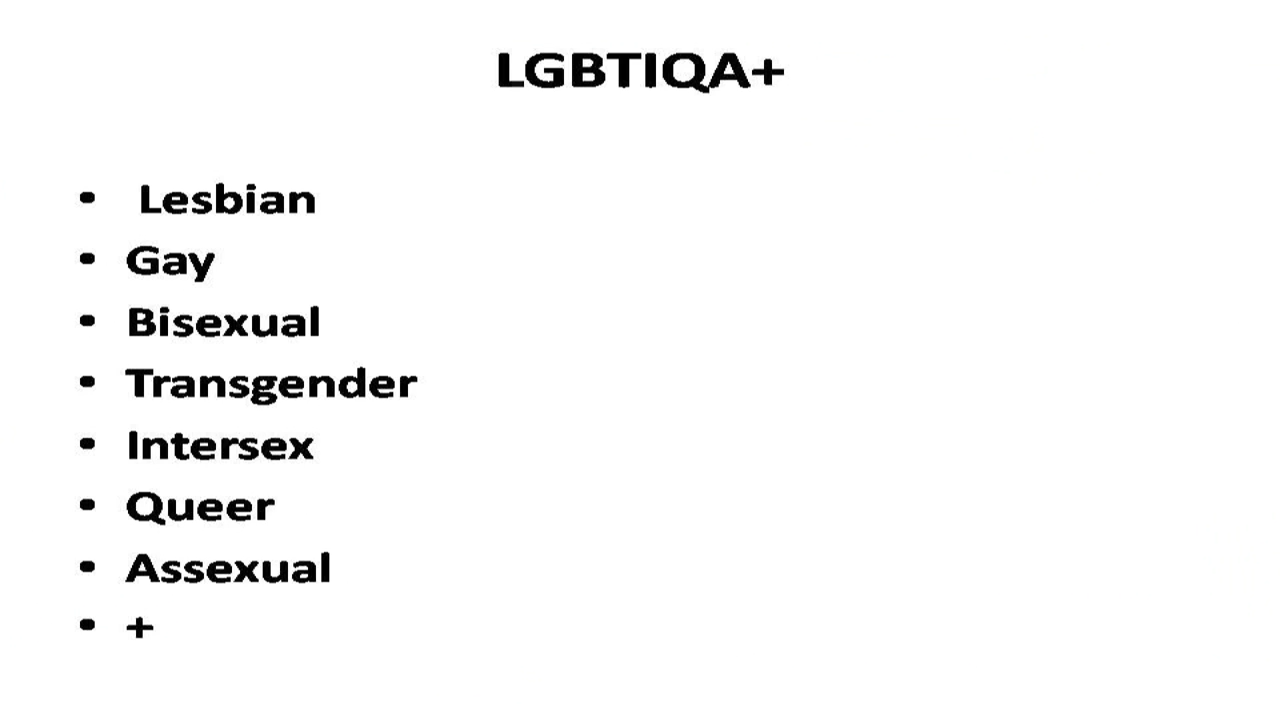 LGBTIQA+
• Lesbian
• Gay
• Bisexual
• Transgender
• Intersex
• Queer
• Assexual
• +